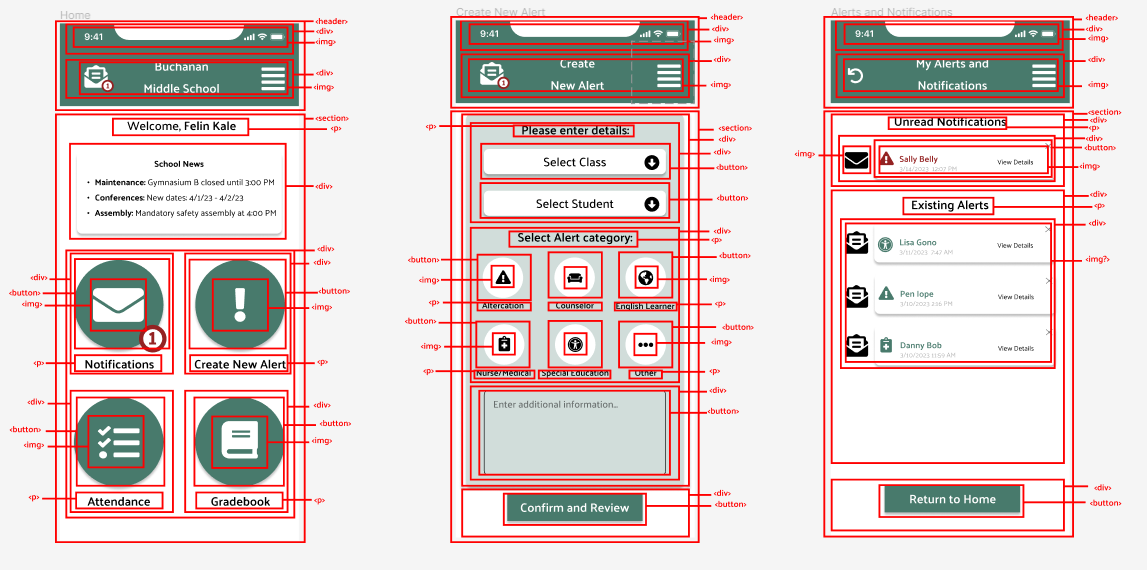 Home
<header>
<div>
<img>
9:41
<div>
<img>
Buchanan
Middle School
1
<section>
<p>
Welcome, Felin Kale
School News
• Maintenance: Gymnasium B closed until 3:00 PM
• Conferences: New dates: 4/1/23 - 4/2/23
• Assembly: Mandatory safety assembly at 4:00 PM
<div>
<div>
<div>
<div>
<button>
<img>
<button>
<img>
1
<p>
Notifications
Create New Alert
<p>
<div>
<button>
<img>
<div>
<button>
<img>
<p>
Attendance
Gradebook
<p>
Create New Alert
<header>
<div>
<img>
9:41
<div>
<img>
Create
New Alert
1
<p>
Please enter details:
<section>
<div>
<div>
Select Class
<button>
Select Student
<button>
<div>
<p>
Select Alert category:
<button>
<img>
<button>
<img>
<p>
Altercation
Counselor
English Learner
<p>
<button>
<img>
<button>
<img>
<p>
Nurse/Medical
Special Education
Other
<p>
<div>
Enter additional information...
<button>
<div>
Confirm and Review
<button>
Alerts and Notifications
<header>
<div>
<img>
9:41
<div>
<img>
My Alerts and
Notifications
<section>
<div>
<p>
Unread Notifications
<div>
<button>
<img>
<img>
Sally Belly
3/14/2023 12:02 PM
View Details
<div>
<p>
Existing Alerts
<div>
Lisa Gono
3/11/2023 7:47 AM
View Details
<img?>
Pen Iope
3/10/2023 2:16 PM
View Details
Danny Bob
3/10/2023 11:59 AM
View Details
<div>
Return to Home
<button>